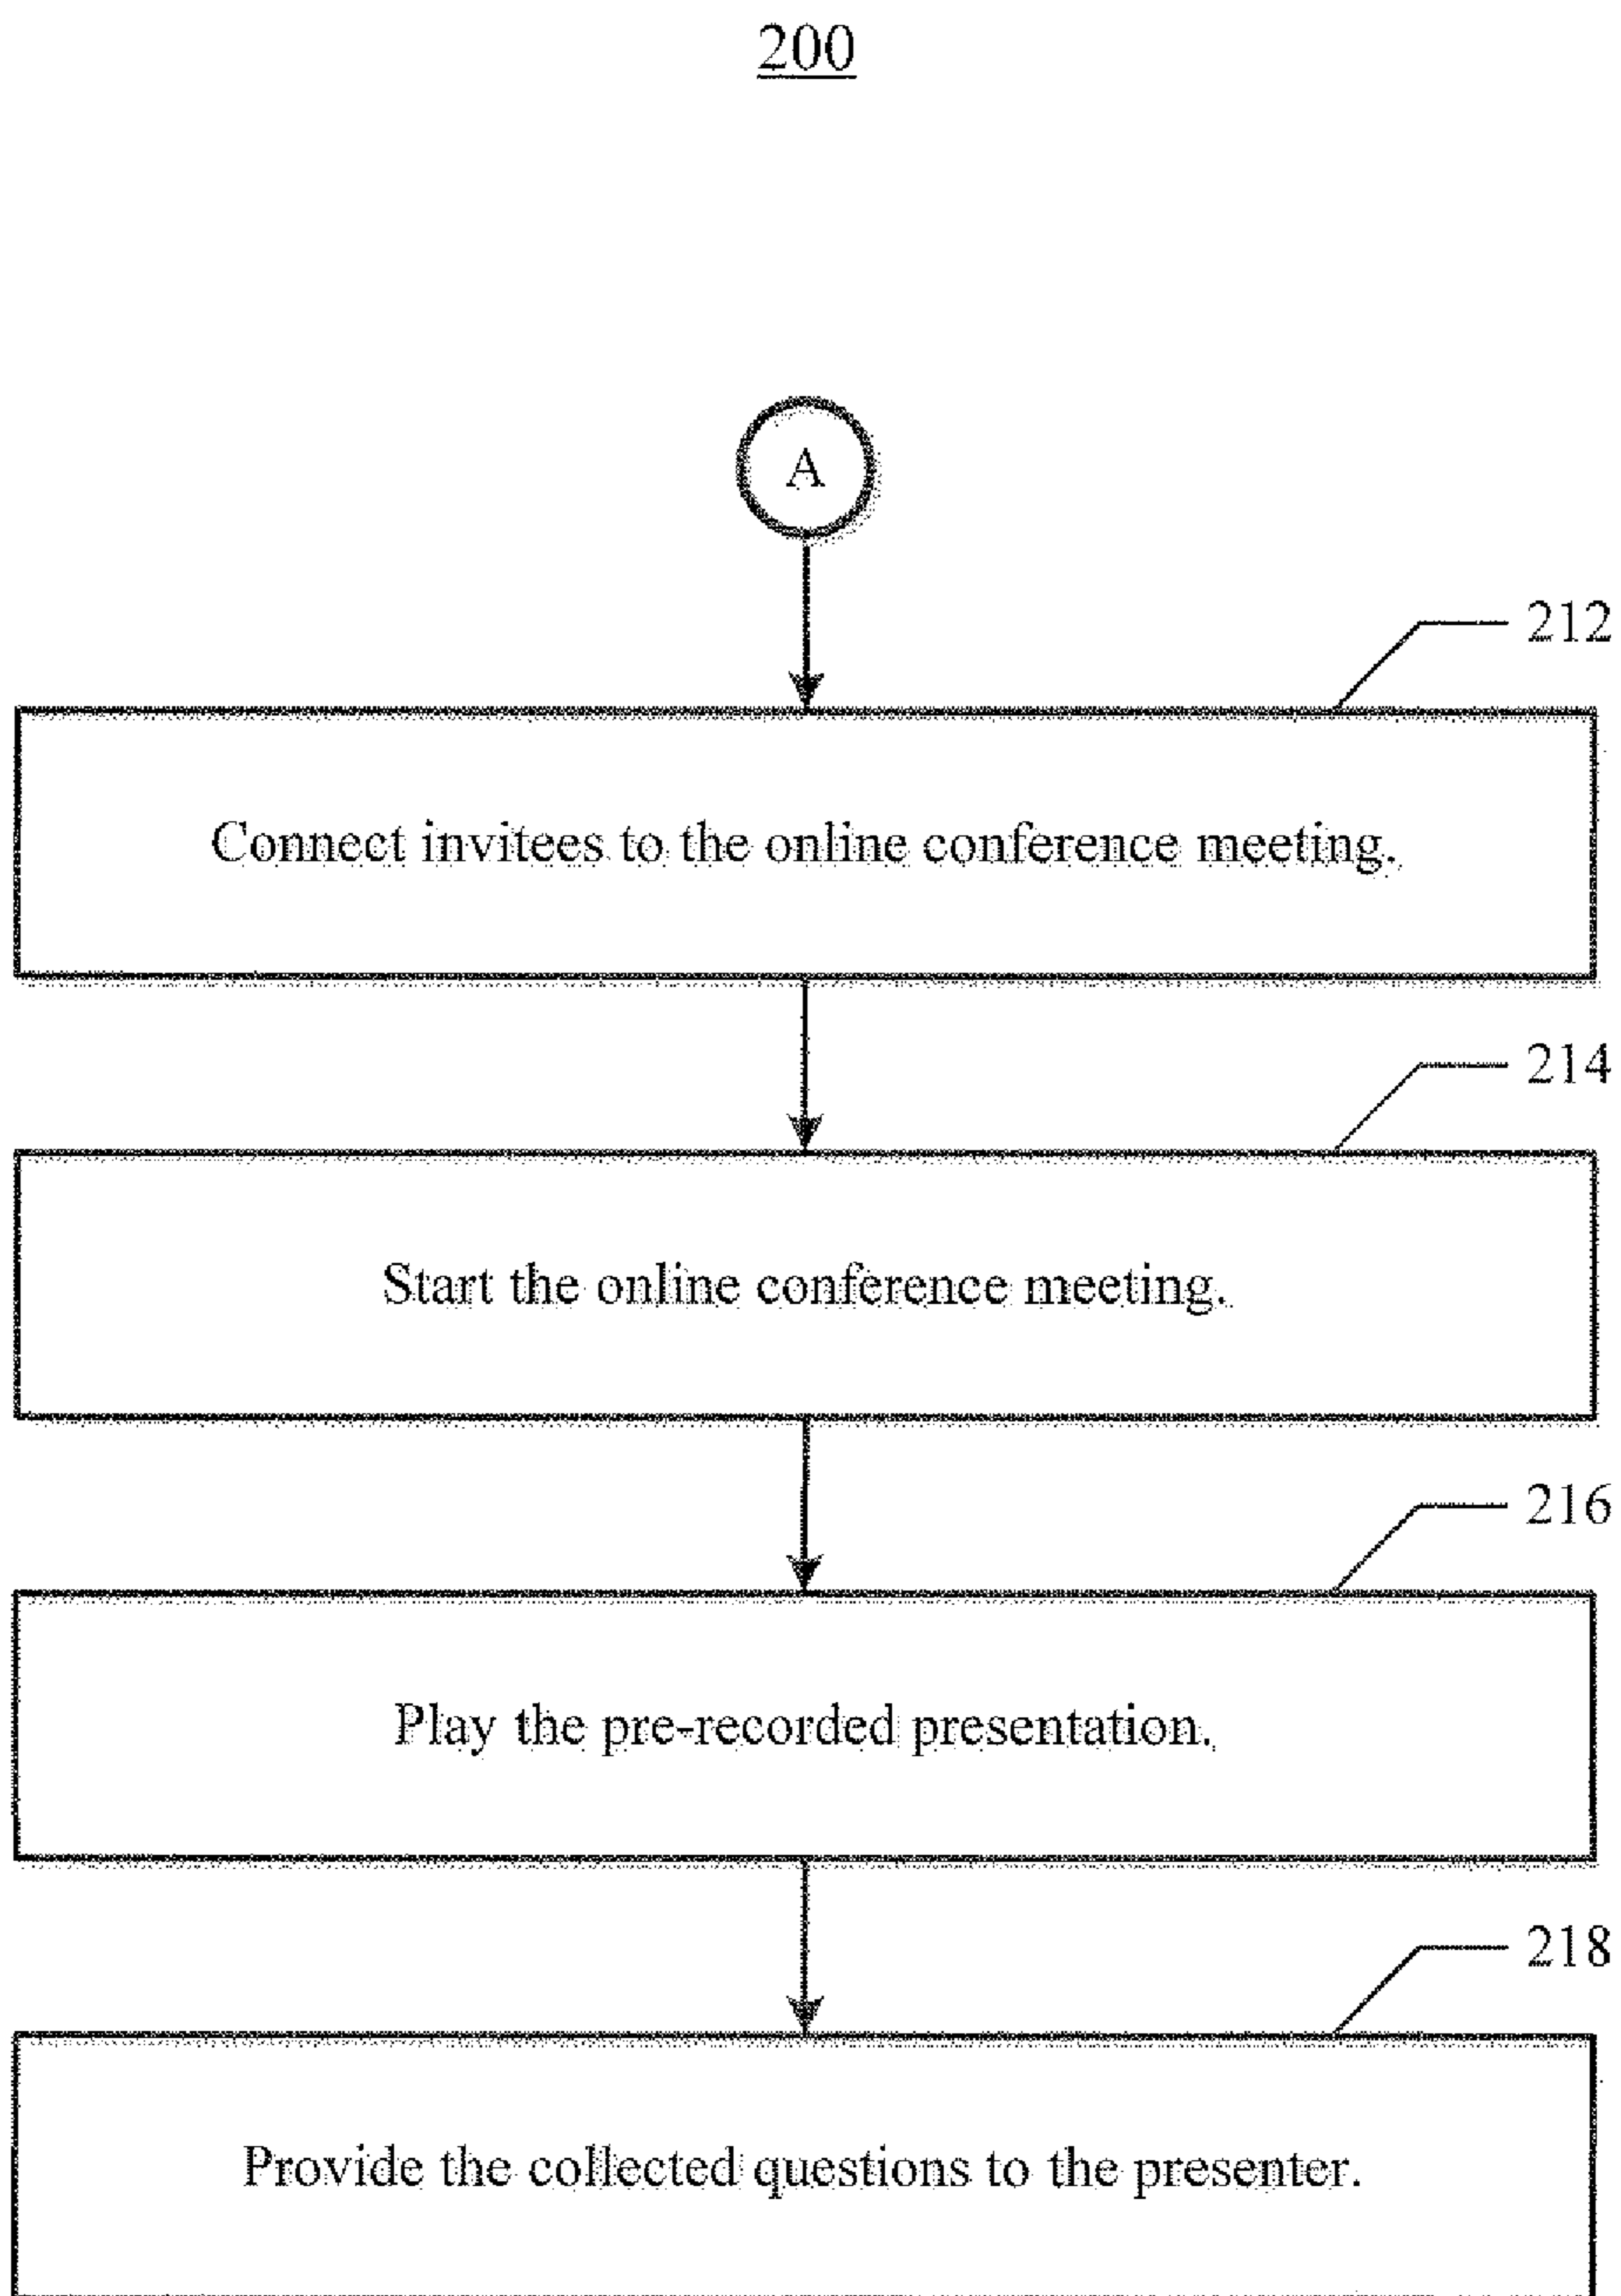 200
A
212
Connect invitees to the online conference meeting.
214
Start the online conference meeting.
216
Play the pre-recorded presentation.
218
Provide the collected questions to the presenter.